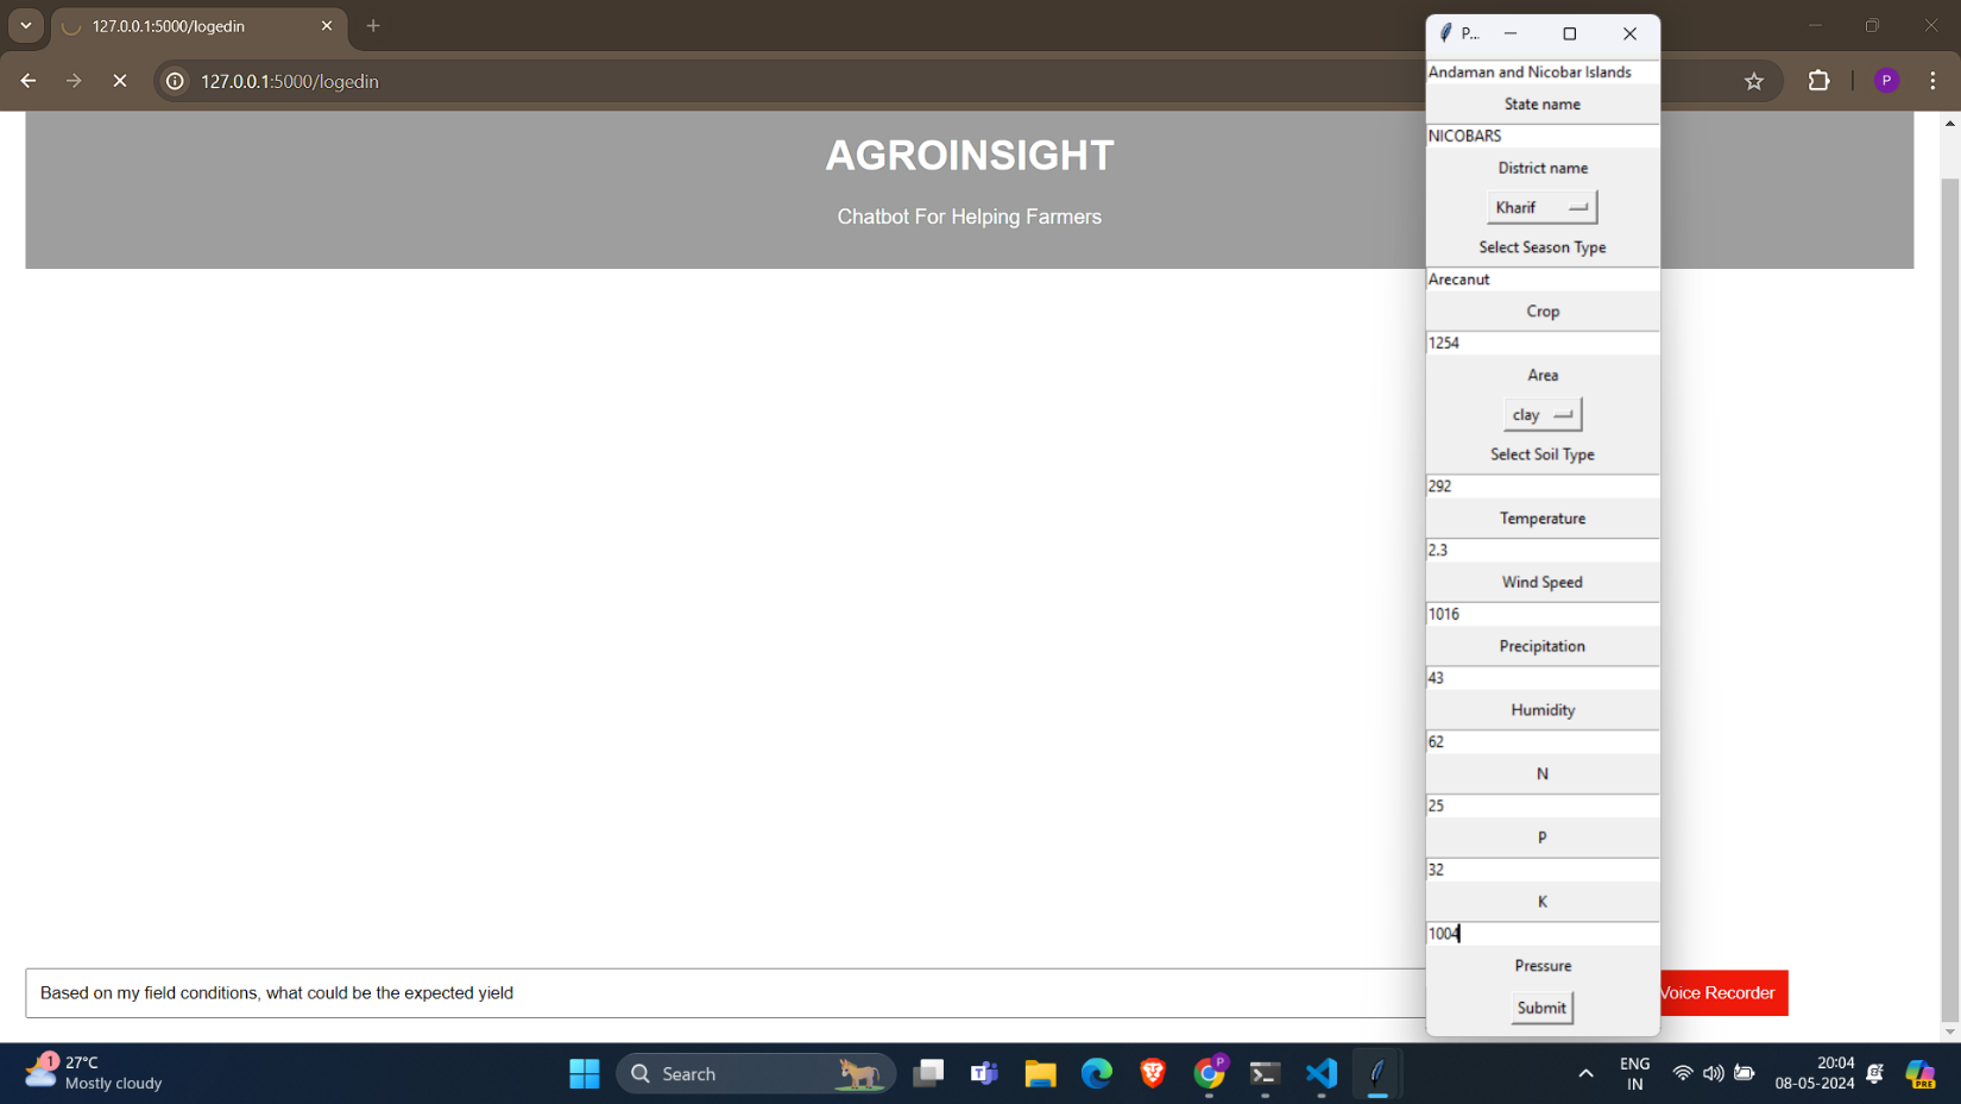 127.0.0.1:5000/logedin
127.0.0.1:5000/logedin
P
AGROINSIGHT
Chatbot For Helping Farmers
Based on my field conditions, what could be the expected yield
Voice Recorder
P...
Andaman and Nicobar Islands
State name
NICOBARS
District name
Kharif
Select Season Type
Arecanut
Crop
1254
Area
clay
Select Soil Type
292
Temperature
2.3
Wind Speed
1016
Precipitation
43
Humidity
62
N
25
P
32
K
1004
Pressure
Submit
1
27°C
Mostly cloudy
Search
T
P
ENG
IN
20:04
08-05-2024
PRE